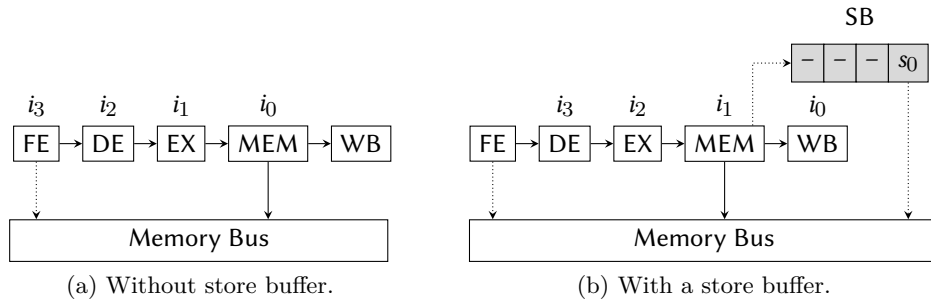 SB
– – – s0
i3 i2 i1 i0
FE DE EX MEM WB
Memory Bus
(a) Without store buffer.
i3 i2 i1 i0
FE DE EX MEM WB
Memory Bus
(b) With a store buffer.